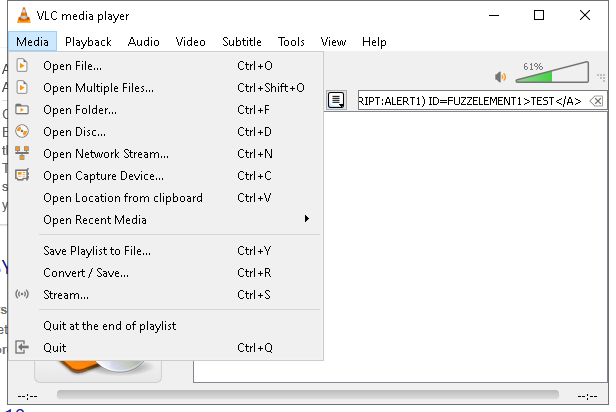 VLC media player
Media Playback Audio Video Subtitle Tools View Help
Open File... Ctrl+O
61%
Open Multiple Files... Ctrl+Shift+O
RIPT:ALERT1) ID=FUZZELEMENT1>TEST</A>
Open Folder... Ctrl+F
Open Disc... Ctrl+D
Open Network Stream... Ctrl+N
Open Capture Device... Ctrl+C
Open Location from clipboard Ctrl+V
Open Recent Media
Save Playlist to File... Ctrl+Y
Convert / Save... Ctrl+R
Stream... Ctrl+S
Quit at the end of playlist
Quit Ctrl+Q
--:-- --:--